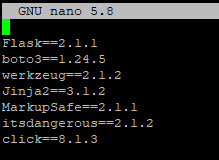 GNU nano 5.8
Flask==2.1.1
boto3==1.24.5
werkzeug==2.1.2
Jinja2==3.1.2
MarkupSafe==2.1.1
itsdangerous==2.1.2
click==8.1.3